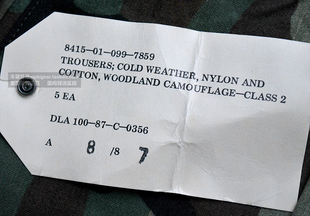 8415-01-099-7859
TROUSERS; COLD WEATHER, NYLON AND
COTTON, WOODLAND CAMOUFLAGE—CLASS 2
5 EA
DLA 100-87-C-0356
A 8 /8 7